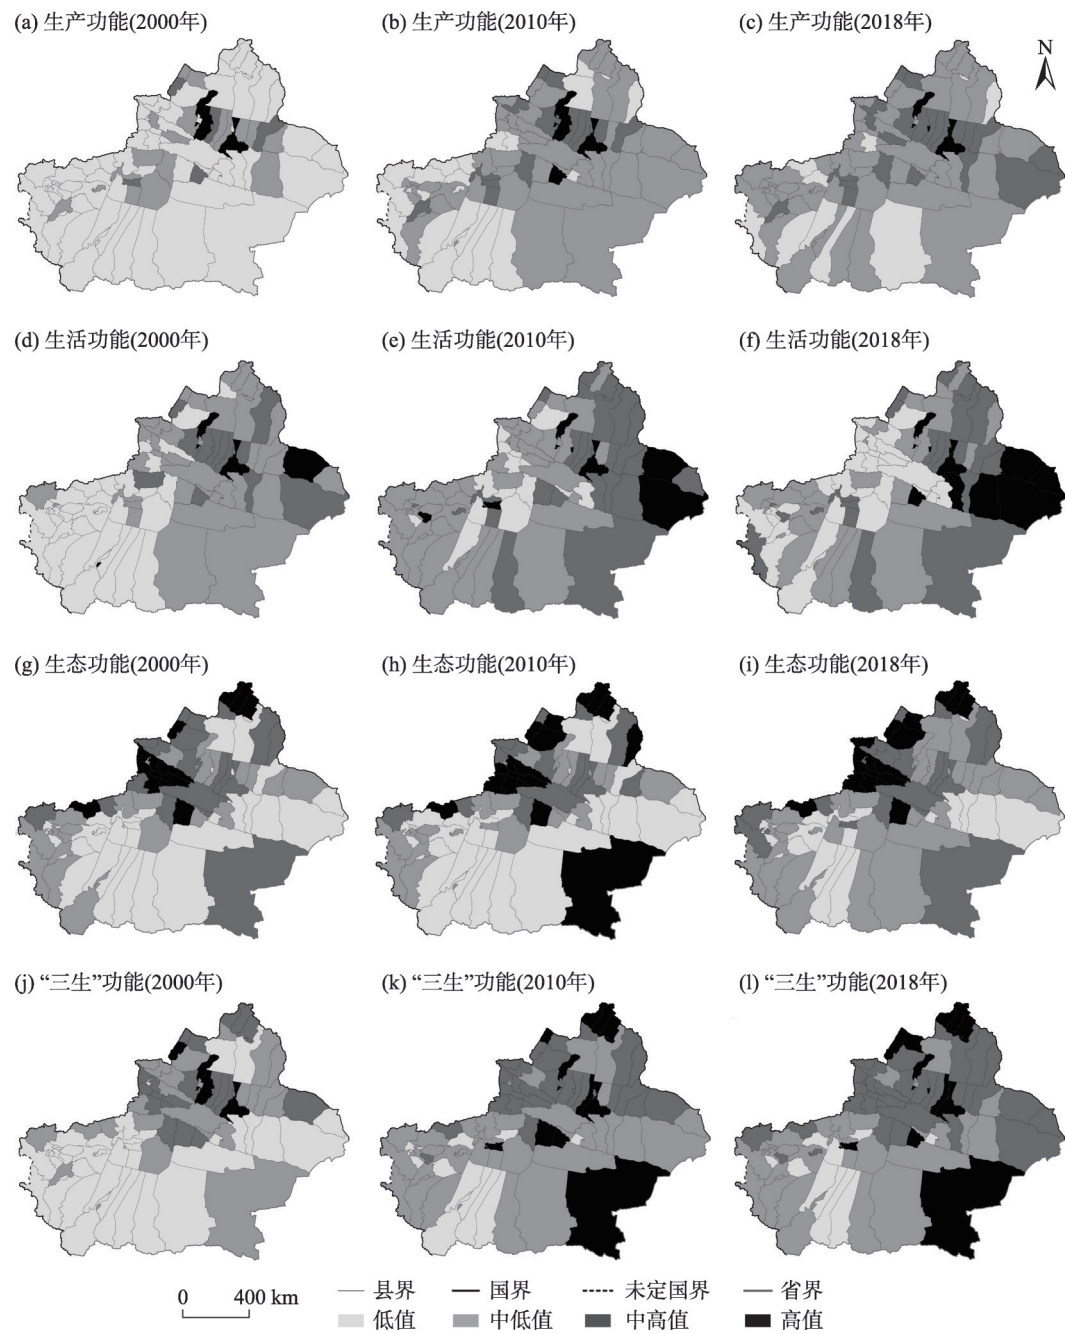 (a) 生产功能(2000年) (b) 生产功能(2010年) (c) 生产功能(2018年)
N
(d) 生活功能(2000年) (e) 生活功能(2010年) (f) 生活功能(2018年)
(g) 生态功能(2000年) (h) 生态功能(2010年) (i) 生态功能(2018年)
(j) “三生”功能(2000年) (k) “三生”功能(2010年) (l) “三生”功能(2018年)
0 400 km 县界 国界 未定国界 省界
低值 中低值 中高值 高值